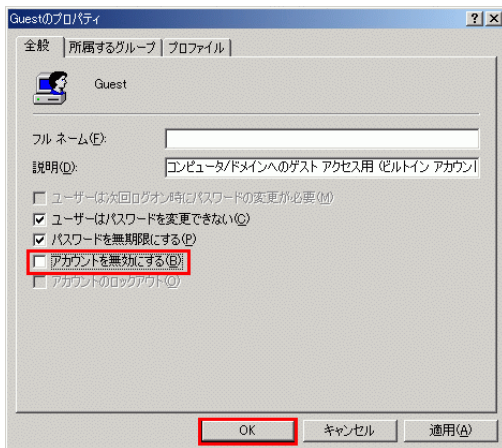 Guestのプロパティ
全般 所属するグループ プロファイル
Guest
フル ネーム(F):
説明(D): コンピュータ/ドメインへのゲスト アクセス用 (ビルトイン アカウント
ユーザーは次回ログオン時にパスワードの変更が必要(M)
ユーザーはパスワードを変更できない(C)
パスワードを無期限にする(P)
アカウントを無効にする(B)
アカウントのロックアウト(O)
OK キャンセル 適用(A)